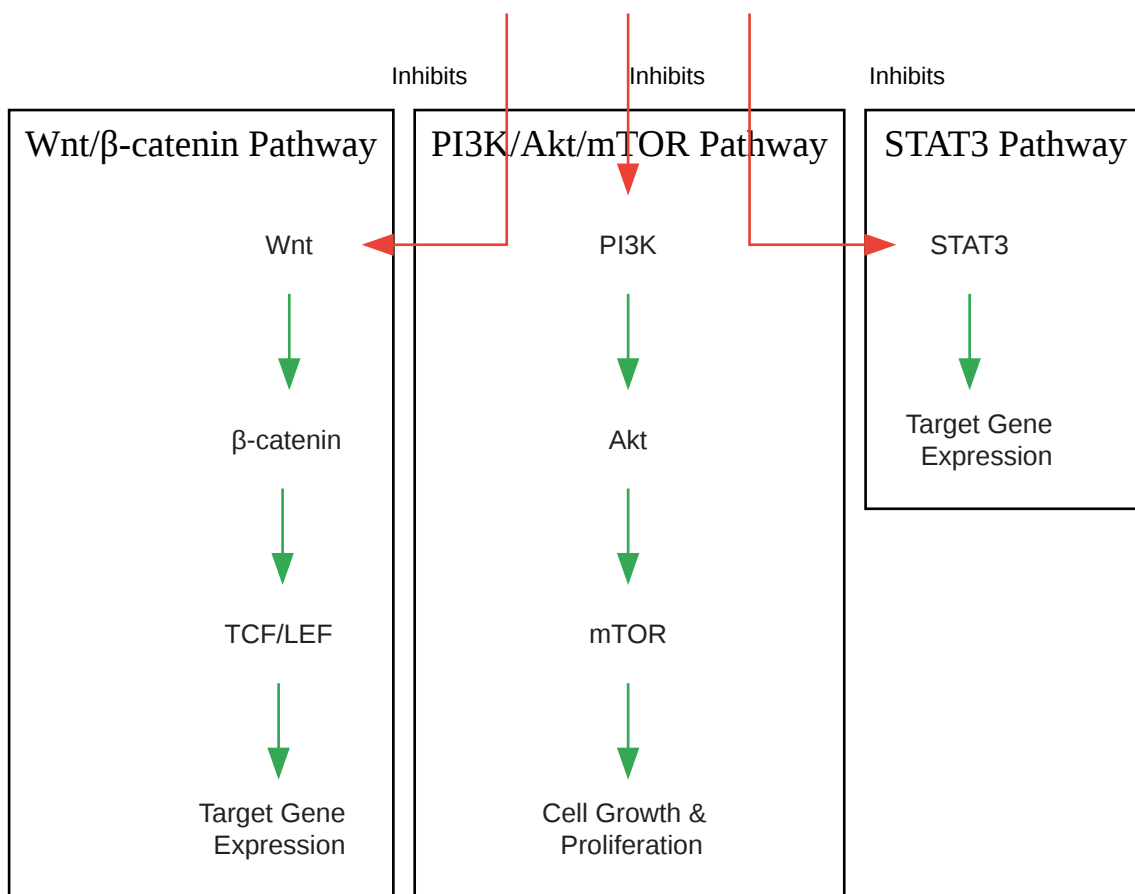 Inhibits
Inhibits
Inhibits
Wnt/β-catenin Pathway
Wnt
β-catenin
TCF/LEF
Target Gene
Expression
PI3K/Akt/mTOR Pathway
PI3K
Akt
mTOR
Cell Growth &
Proliferation
STAT3 Pathway
STAT3
Target Gene
Expression